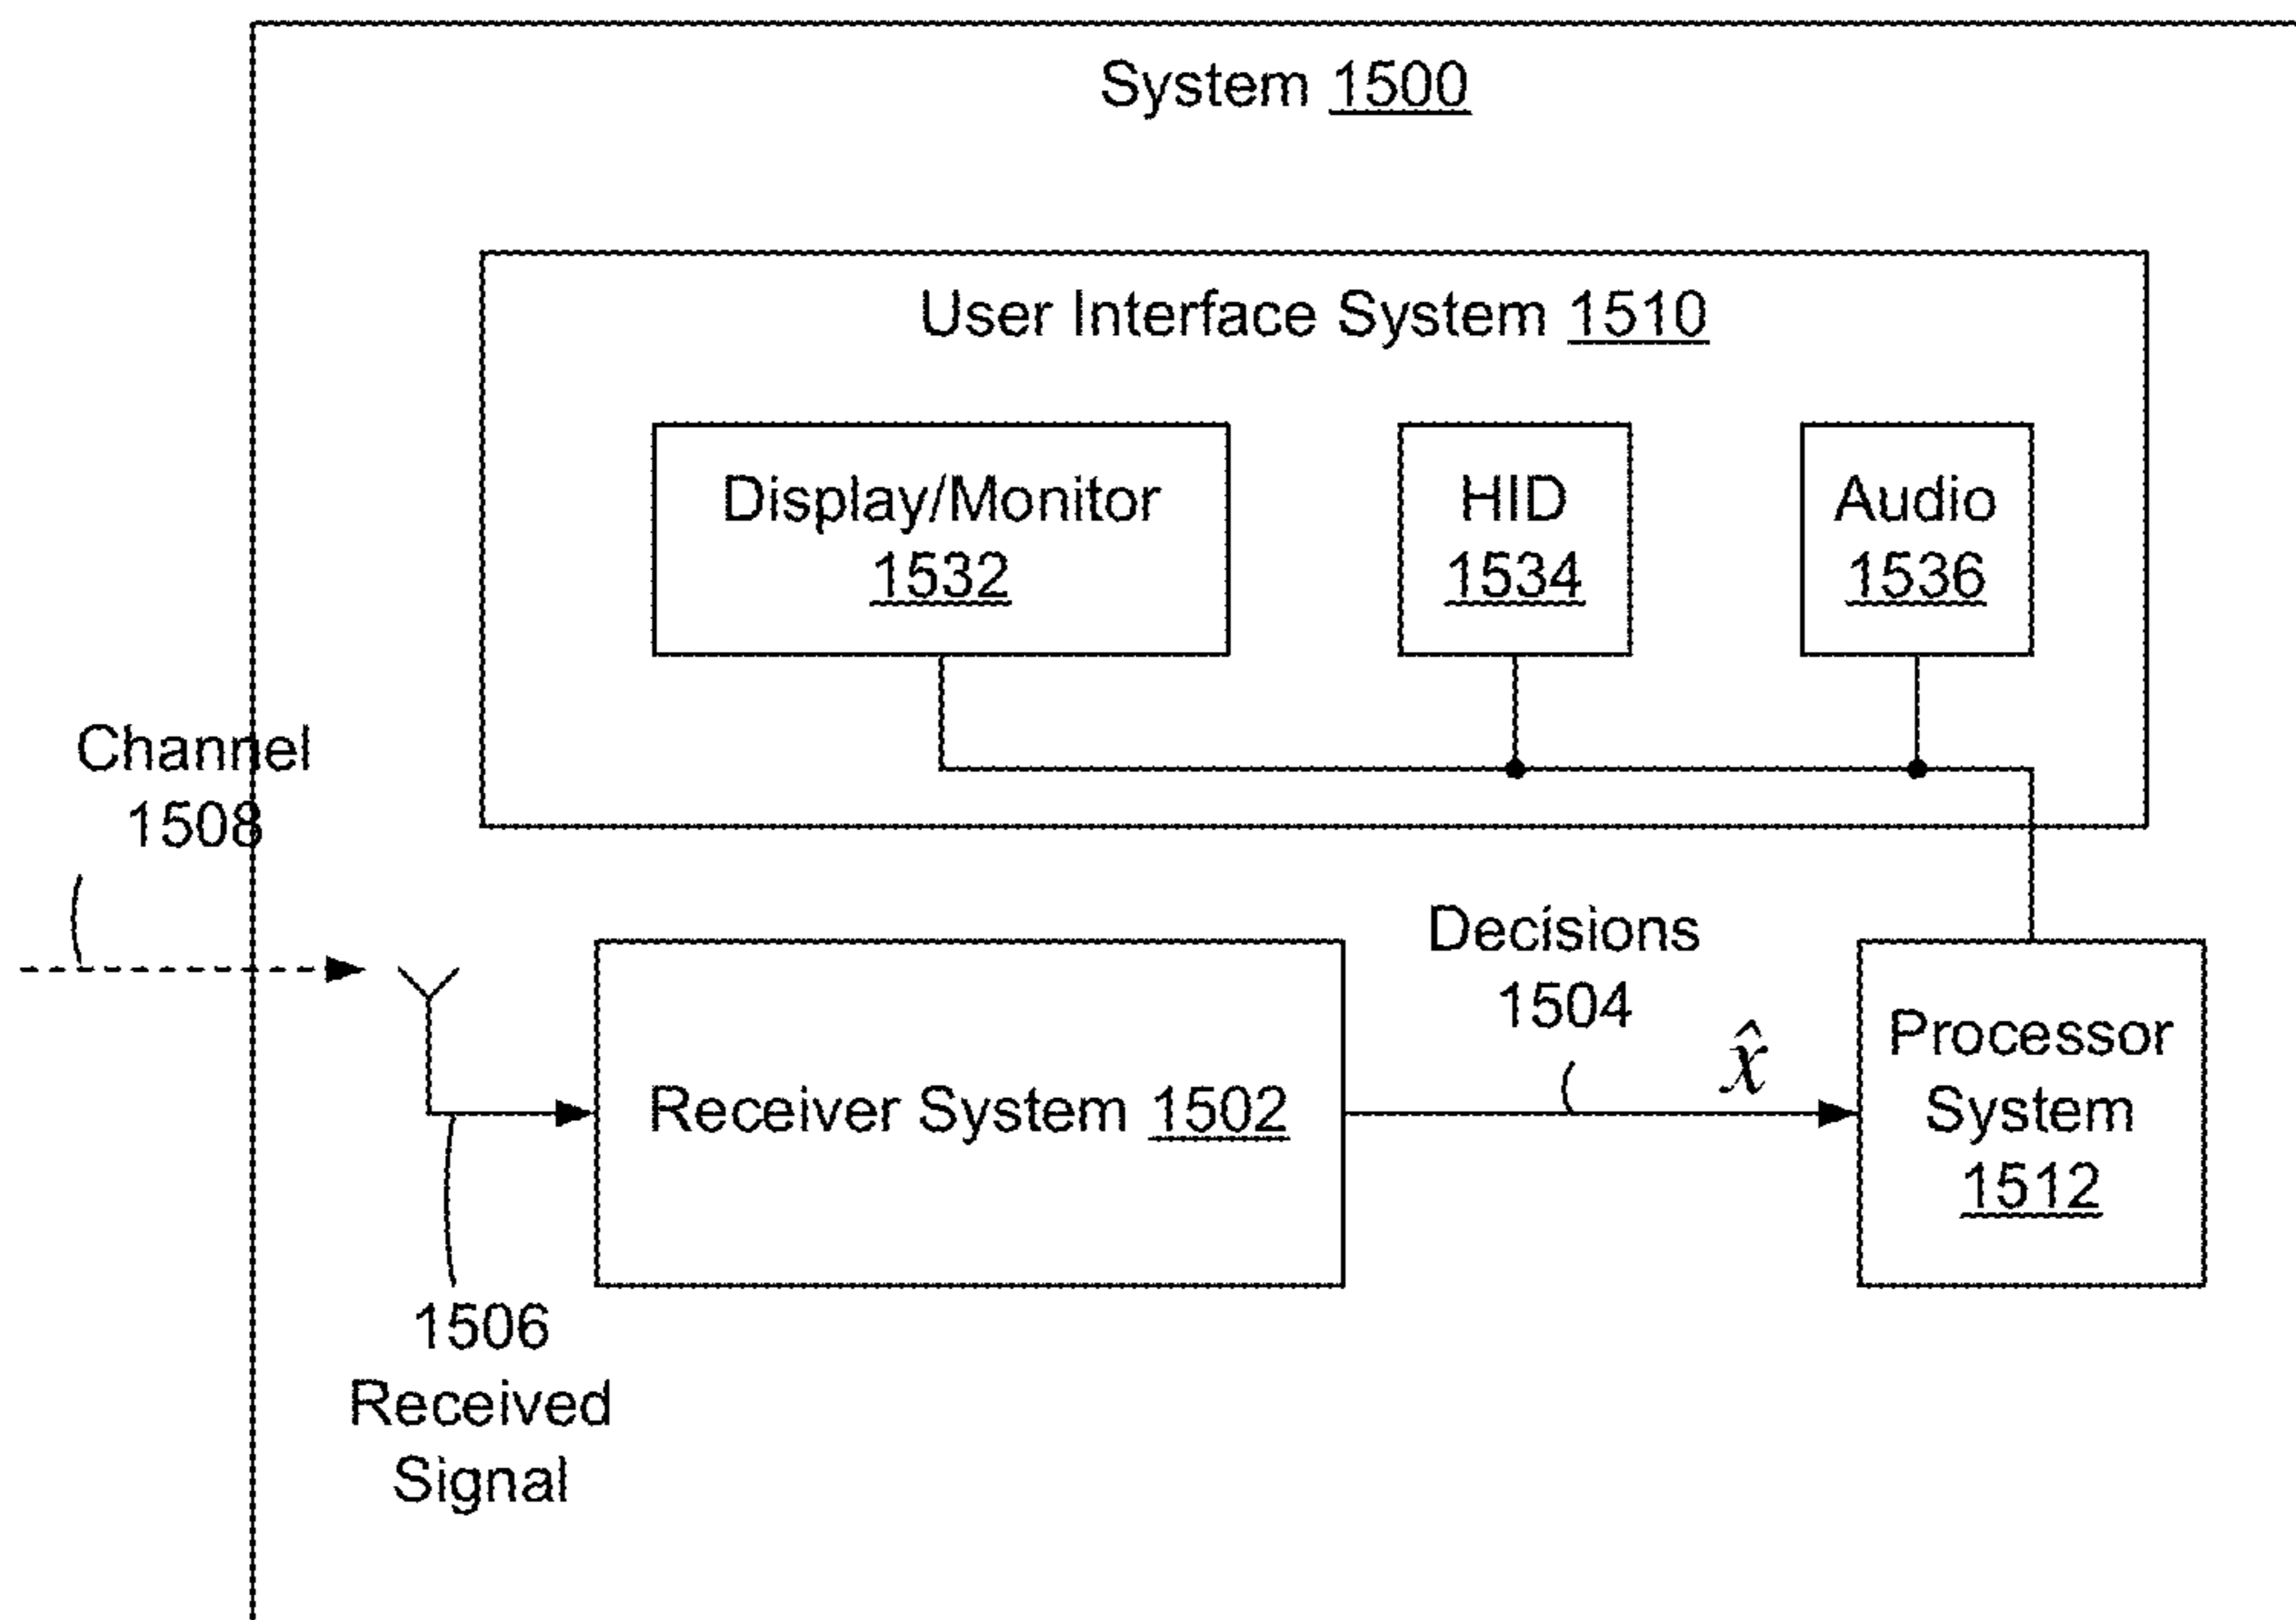 System 1500
User Interface System 1510
Display/Monitor
1532
HID
1534
Audio
1536
Channel
1508
Decisions
1504
x̂
Receiver System 1502
Processor
System
1512
1506
Received
Signal